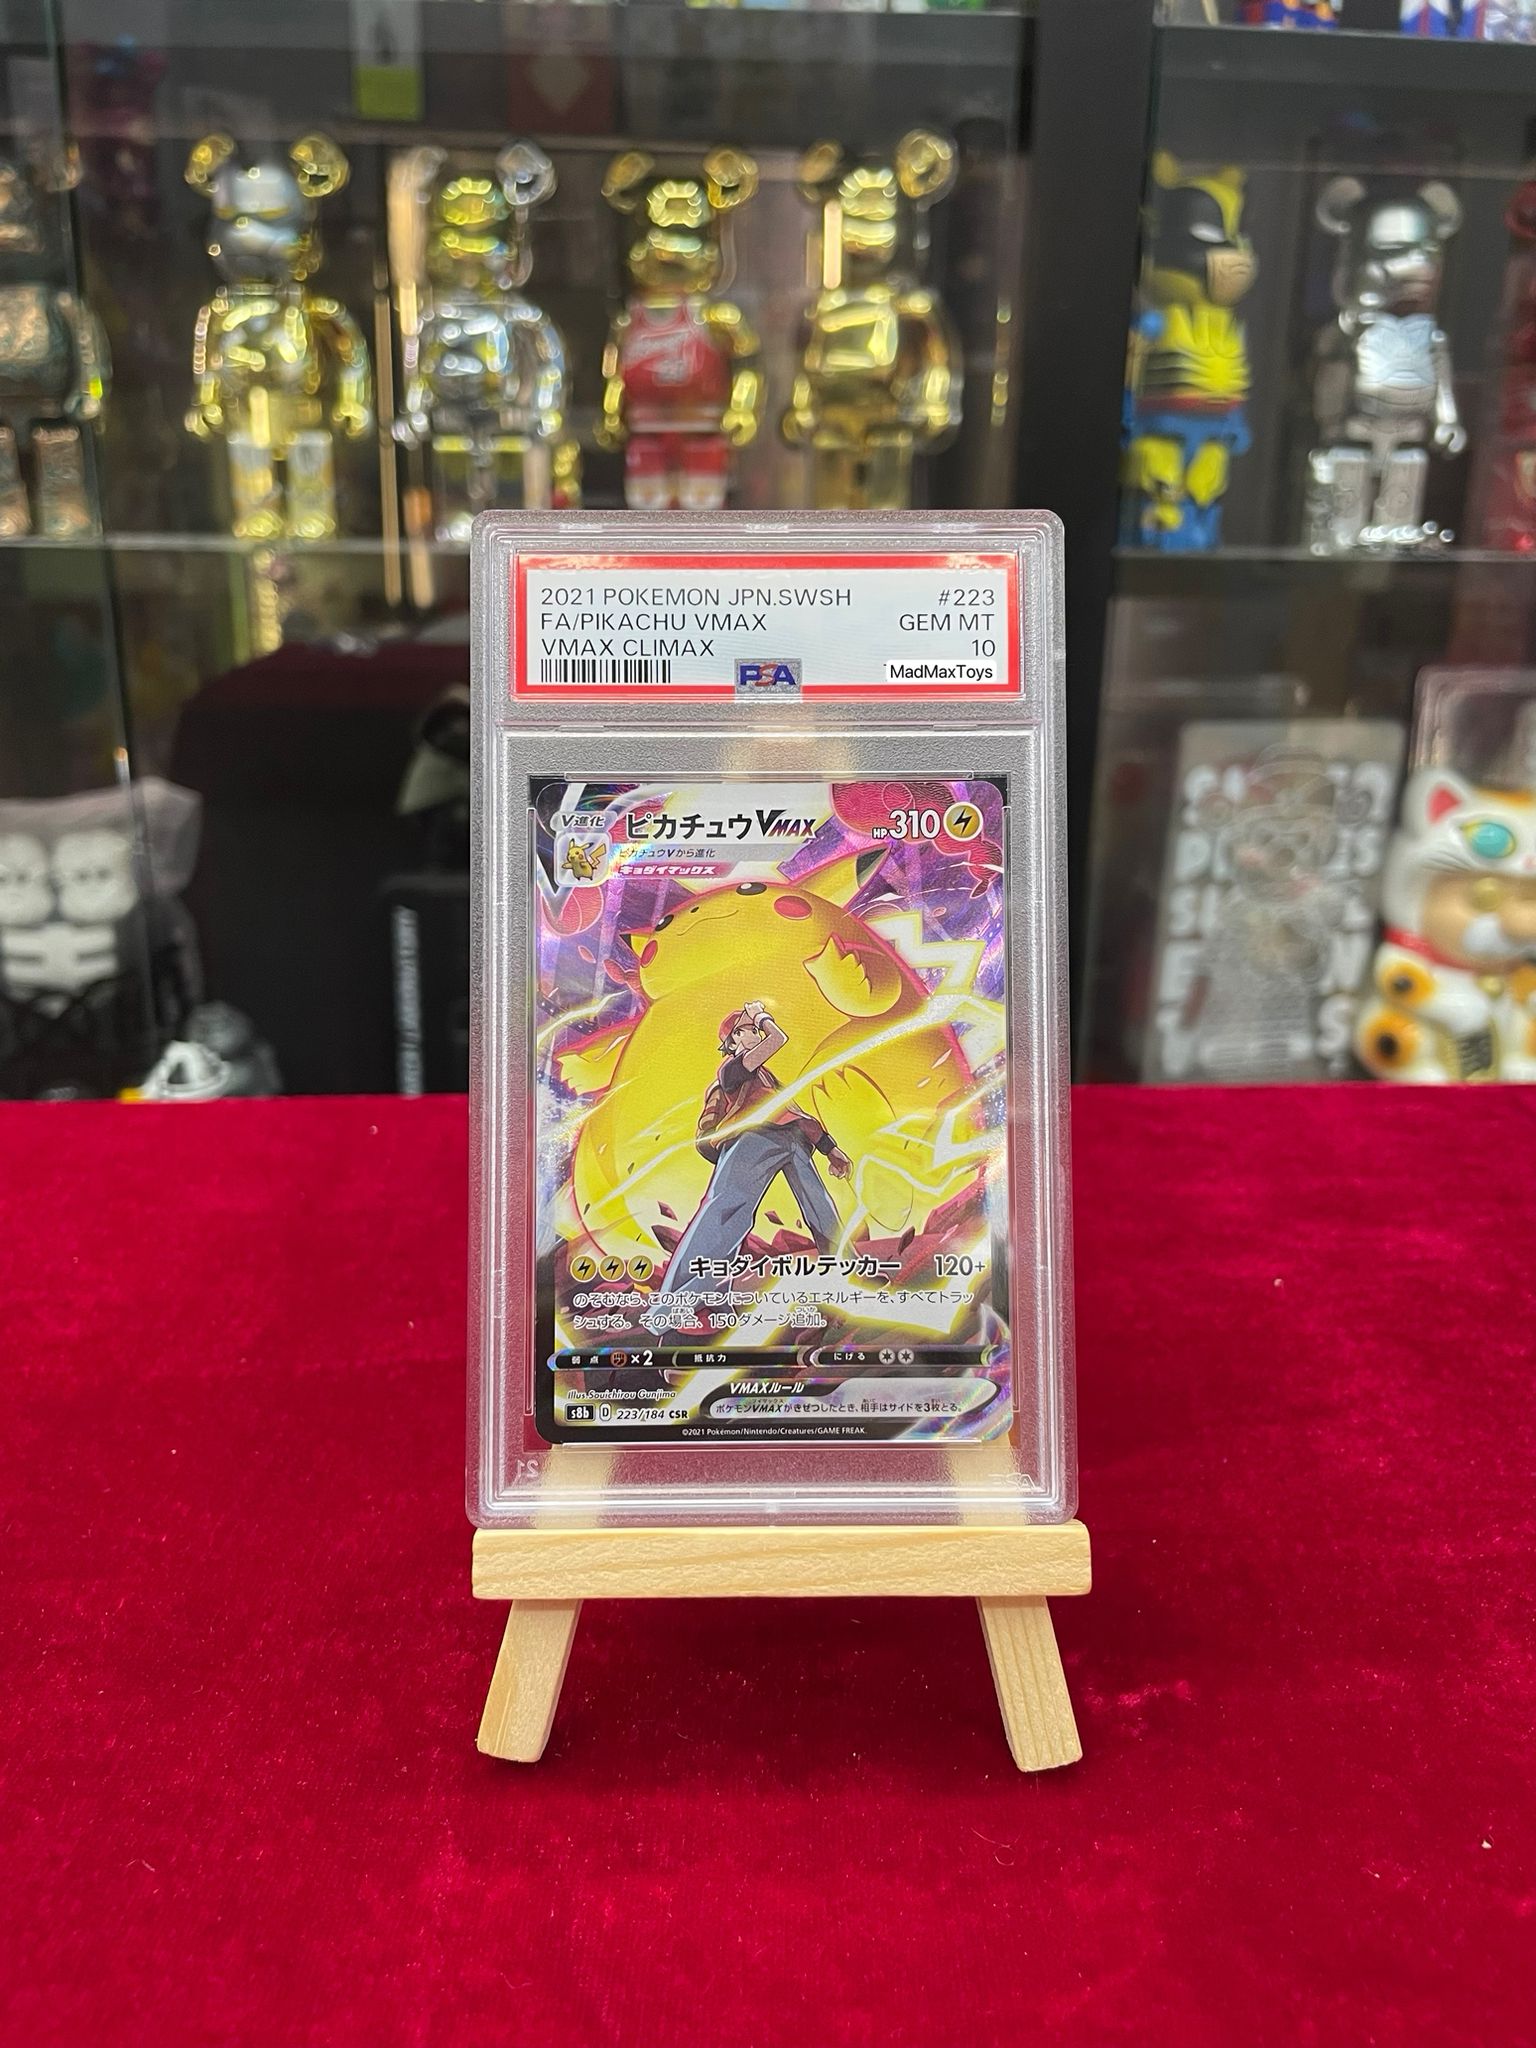 2021 POKEMON JPN.SWSH #223
FA/PIKACHU VMAX GEM MT
VMAX CLIMAX 10
PSA MadMaxToys
V進化 ピカチュウVMAX HP310
ピカチュウVから進化
キョダイマックス
キョダイボルテッカー 120+
のぞむなら、このポケモンについているエネルギーを、すべてトラッ
シュする。その場合、150ダメージ追加。
弱点 ×2 抵抗力 にげる
Illus. Souichirou Gunjima
VMAXルール
ポケモンVMAXがきぜつしたとき、相手はサイドを3枚とる。
s8b D 223/184 CSR
©2021 Pokémon/Nintendo/Creatures/GAME FREAK.